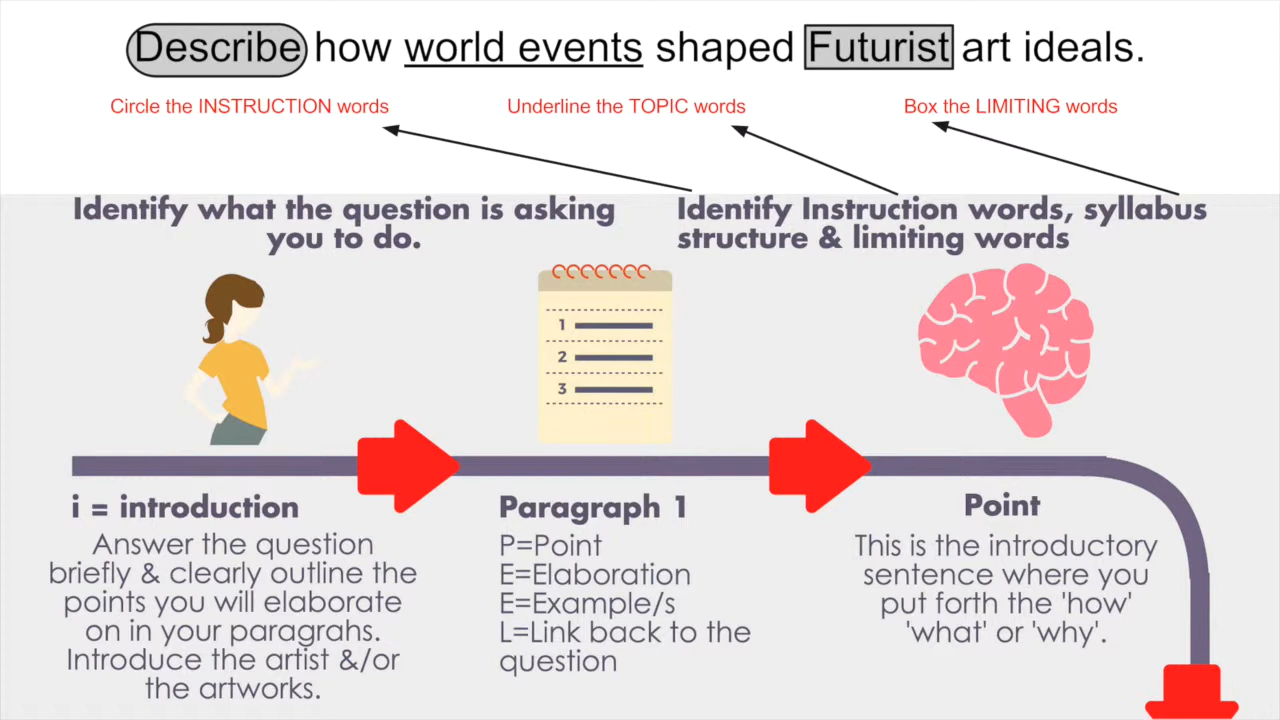 Describe how world events shaped Futurist art ideals.
Circle the INSTRUCTION words
Underline the TOPIC words
Box the LIMITING words
Identify what the question is asking
you to do.
Identify Instruction words, syllabus
structure & limiting words
1
2
3
i = introduction
Answer the question
briefly & clearly outline the
points you will elaborate
on in your paragrahs.
Introduce the artist &/or
the artworks.
Paragraph 1
P=Point
E=Elaboration
E=Example/s
L=Link back to the
question
Point
This is the introductory
sentence where you
put forth the 'how'
'what' or 'why'.